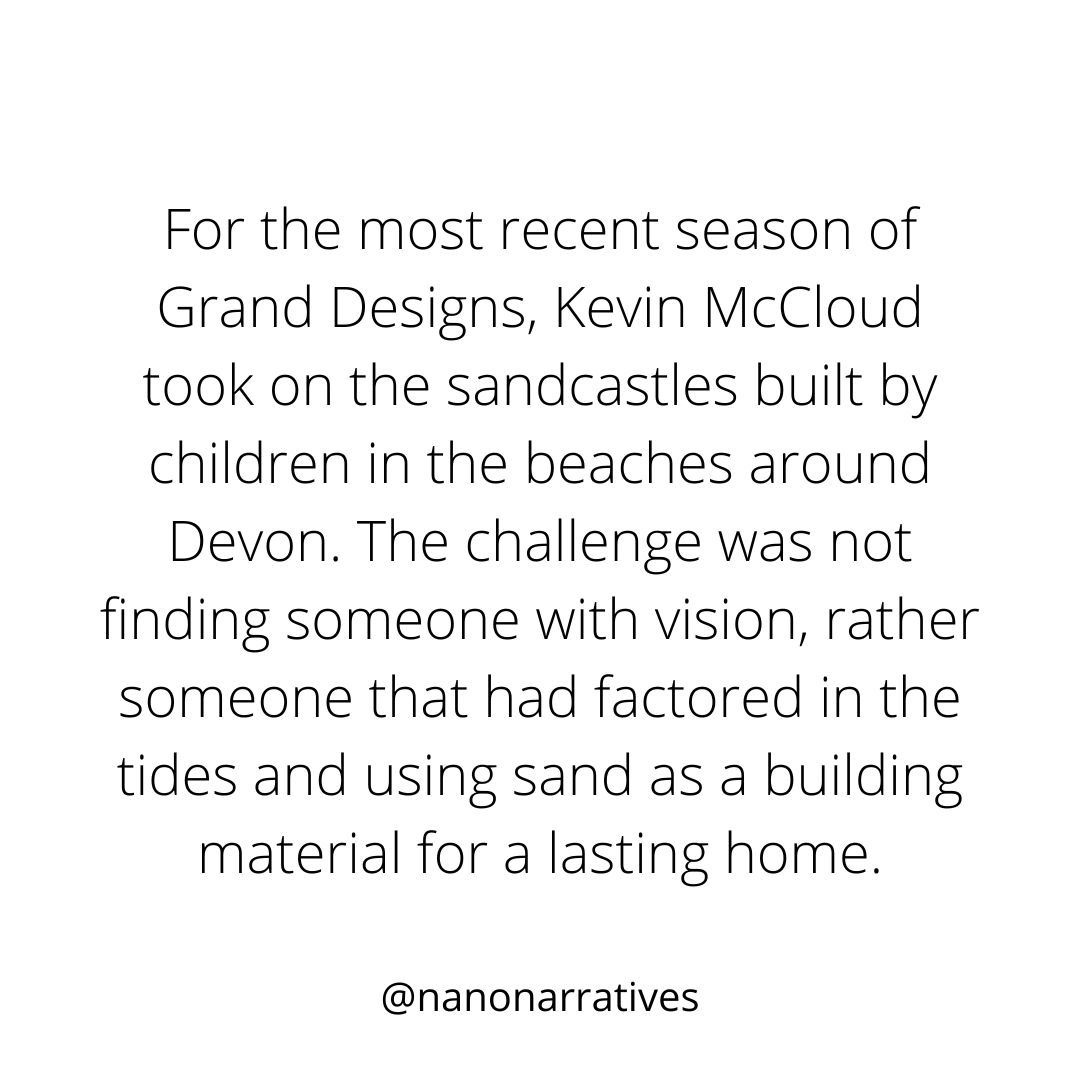 For the most recent season of
Grand Designs, Kevin McCloud
took on the sandcastles built by
children in the beaches around
Devon. The challenge was not
finding someone with vision, rather
someone that had factored in the
tides and using sand as a building
material for a lasting home.
@nanonarratives